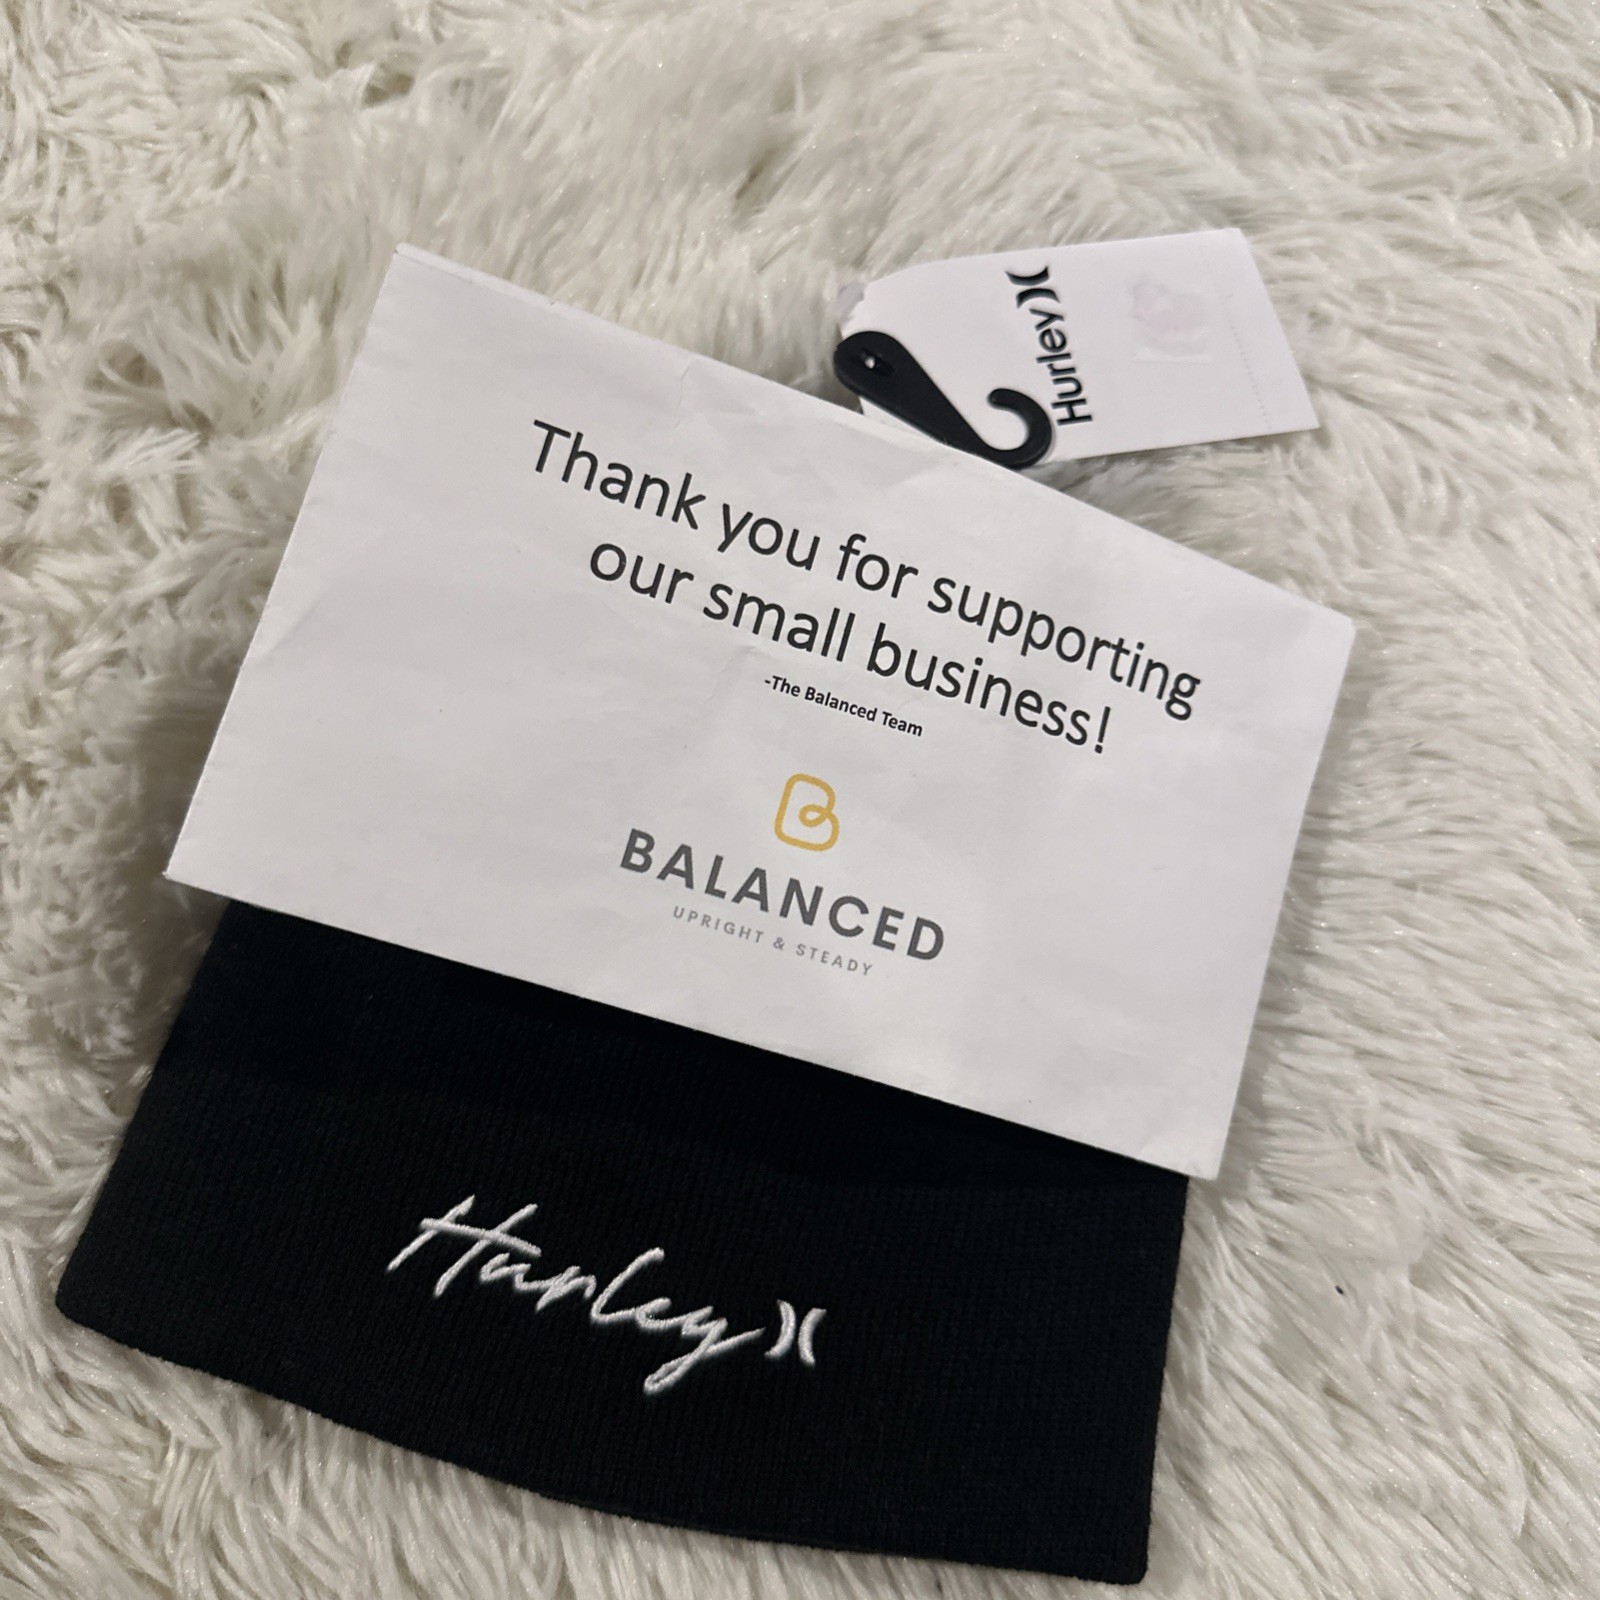 Hurley
Thank you for supporting
our small business!
-The Balanced Team
BALANCED
UPRIGHT & STEADY
Hurley